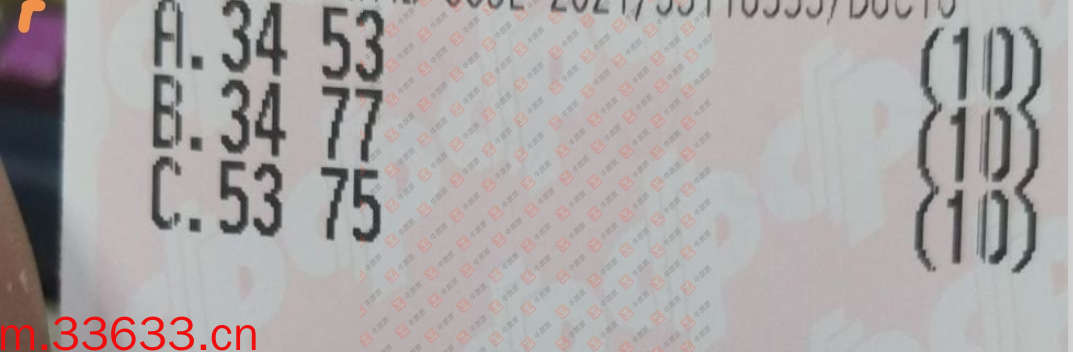 A.34 53 (10)
B.34 77 (10)
C.53 75 (10)
m.33633.cn